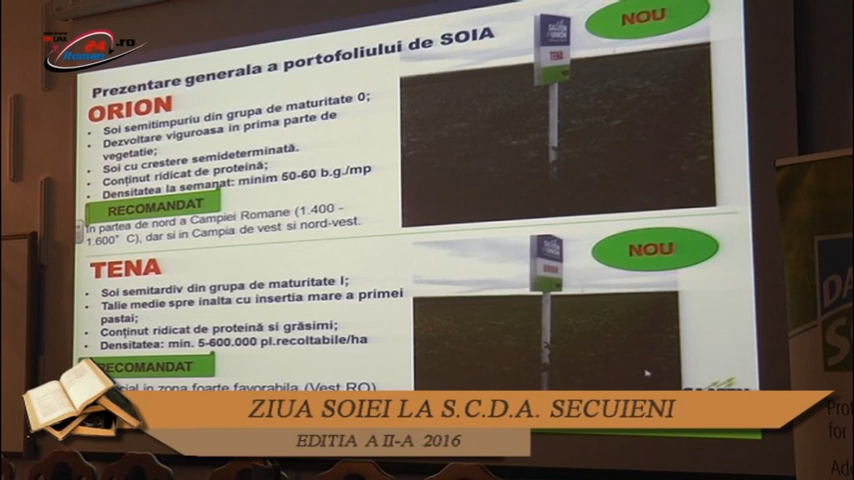 24.ro
Roman
Prezentare generala a portofoliului de SOIA
NOU
TENA
ORION
• Soi semitimpuriu din grupa de maturitate 0;
• Dezvoltare viguroasa in prima parte de
vegetatie;
• Soi cu crestere semideterminată.
• Conținut ridicat de proteină;
• Densitatea la semanat: minim 50-60 b.g./mp
RECOMANDAT
In partea de nord a Campiei Romane (1.400 -
1.600° C), dar si in Campia de vest si nord-vest.
NOU
ORION
TENA
• Soi semitardiv din grupa de maturitate I;
• Talie medie spre inalta cu insertia mare a primei
pastai;
• Conținut ridicat de proteină si grăsimi;
• Densitatea: min. 5-600.000 pl.recoltabile/ha
RECOMANDAT
in zona foarte favorabila (Vest RO)
ZIUA SOIEI LA S.C.D.A. SECUIENI
EDITIA A II-A 2016
for